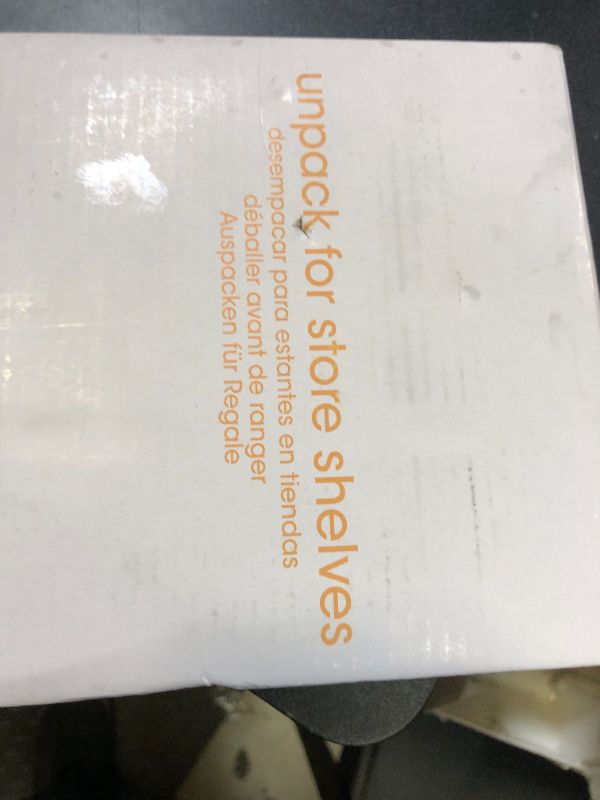 unpack for store shelves
desempacar para estantes en tiendas
déballer avant de ranger
Auspacken für Regale